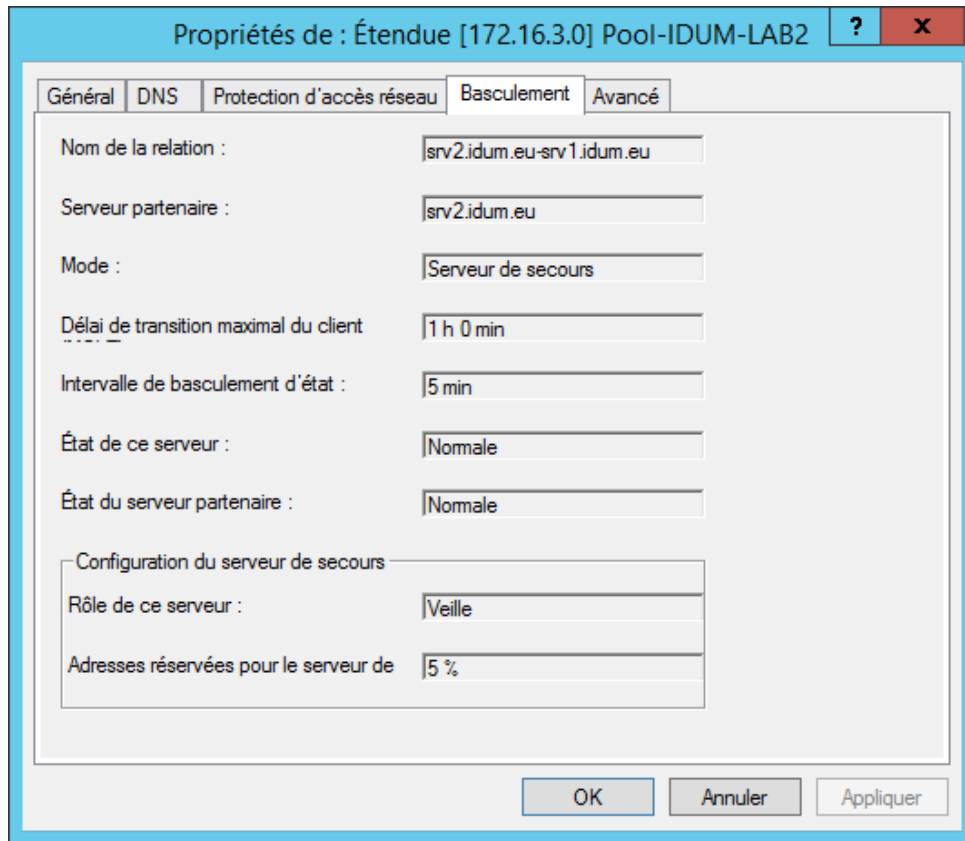 Propriétés de : Étendue [172.16.3.0] Pool-IDUM-LAB2 ? x
Général DNS Protection d'accès réseau Basculement Avancé
Nom de la relation : srv2.idum.eu-srv1.idum.eu
Serveur partenaire : srv2.idum.eu
Mode : Serveur de secours
Délai de transition maximal du client 1 h 0 min
Intervalle de basculement d'état : 5 min
État de ce serveur : Normale
État du serveur partenaire : Normale
Configuration du serveur de secours
Rôle de ce serveur : Veille
Adresses réservées pour le serveur de 5 %
OK Annuler Appliquer